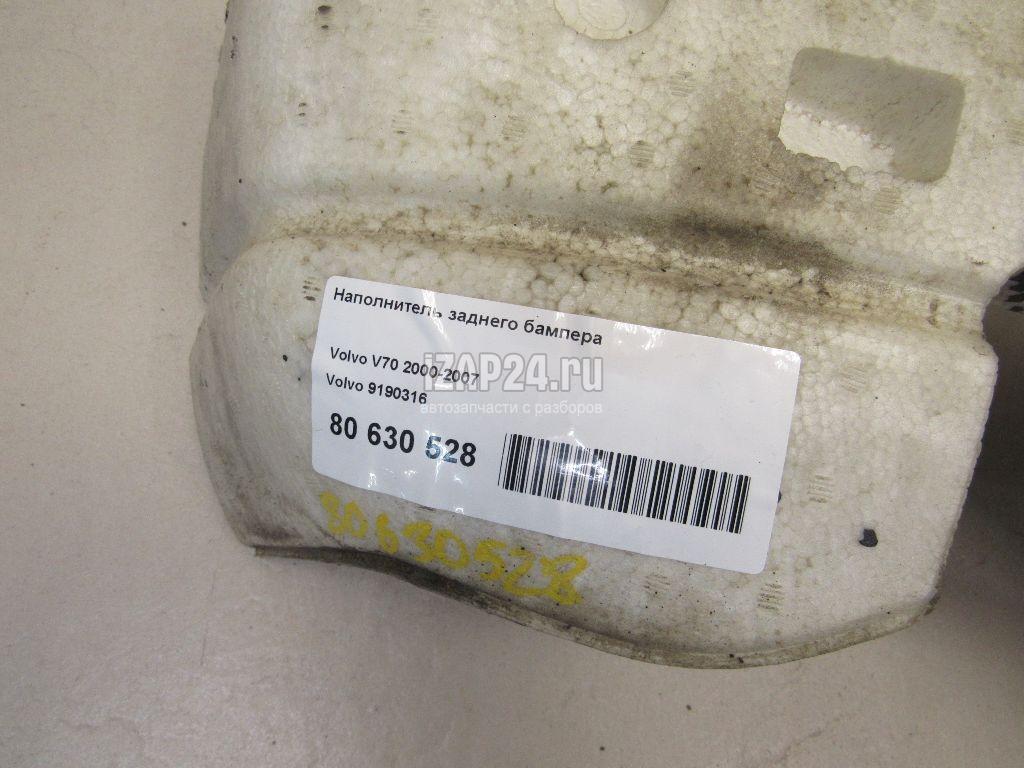 Наполнитель заднего бампера
Volvo V70 2000-2007
iZAP24.ru
Volvo 9190316
автозапчасти с разборов
80 630 528
80630528